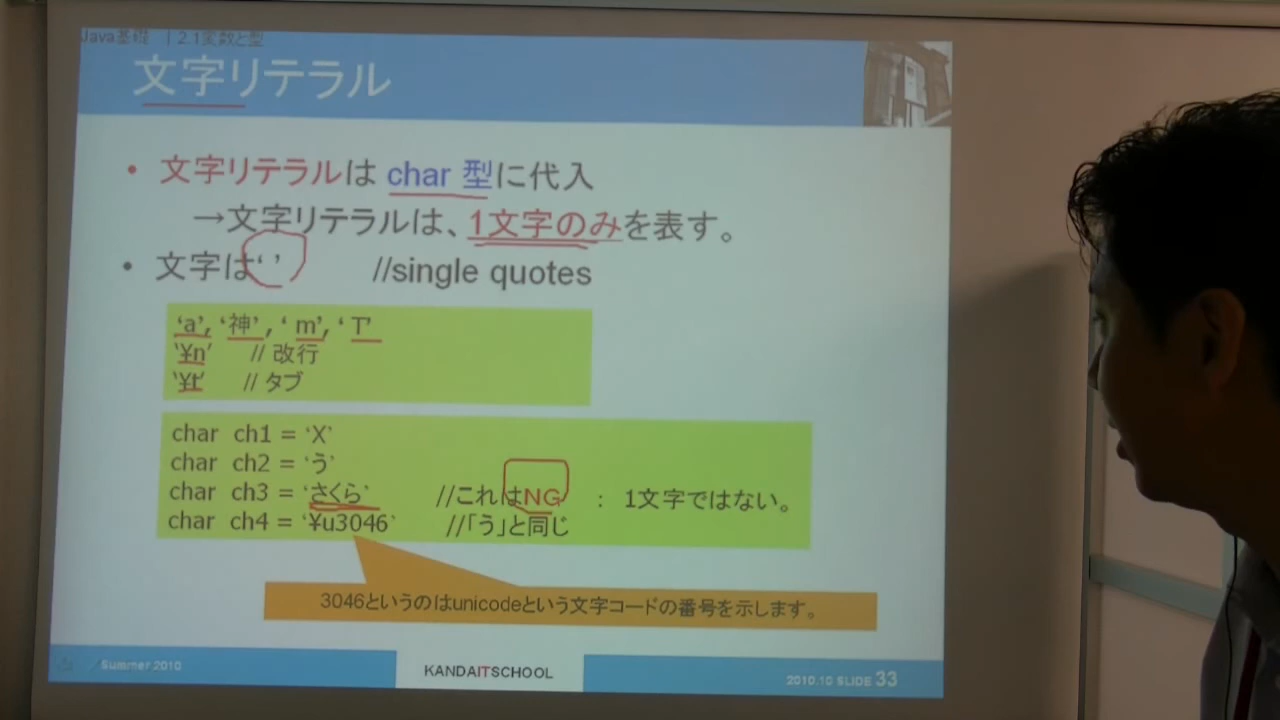 Java基礎 | 2.1変数と型
文字リテラル
• 文字リテラルは char 型に代入
→文字リテラルは、1文字のみを表す。
• 文字は‘ ’ //single quotes
‘a’, ‘神’ , ‘ m’, ‘ T’
‘¥n’ // 改行
‘¥t’ // タブ
char ch1 = ‘X’
char ch2 = ‘う’
char ch3 = ‘さくら‘ //これはNG : 1文字ではない。
char ch4 = ‘¥u3046‘ //「う」と同じ
3046というのはunicodeという文字コードの番号を示します。
Summer 2010
KANDAITSCHOOL
2010.10 SLIDE 33